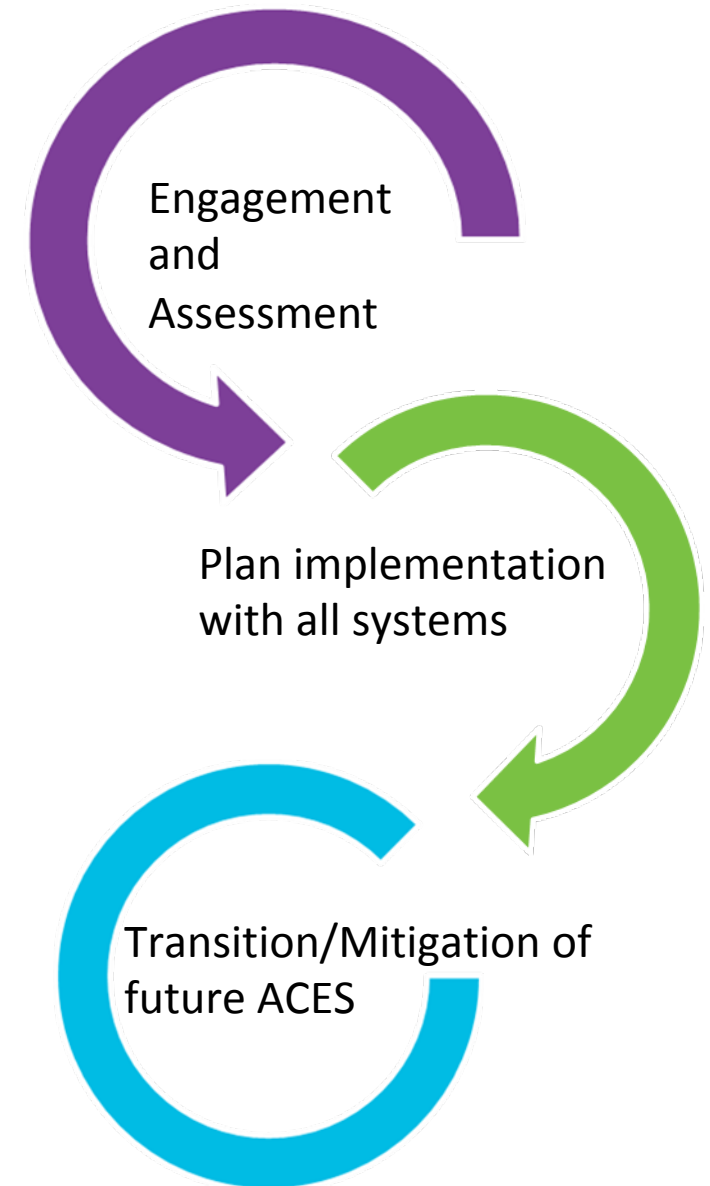 Engagement
and
Assessment
Plan implementation
with all systems
Transition/Mitigation of
future ACES